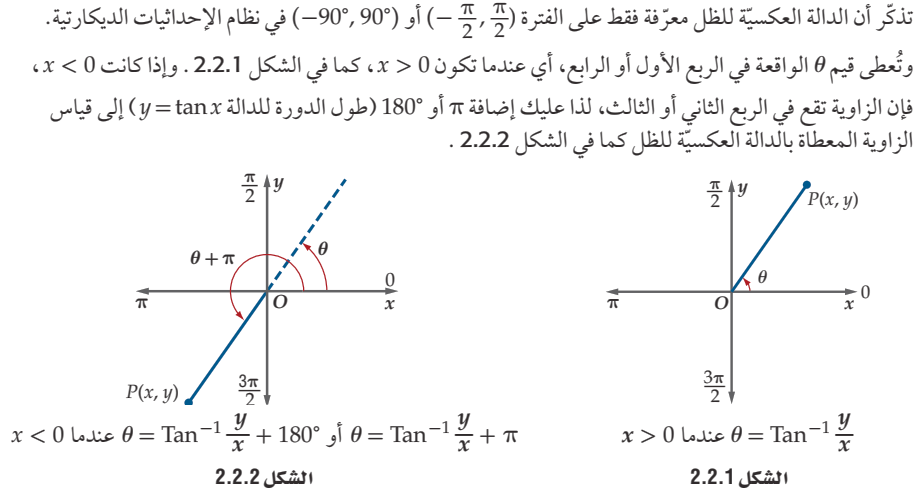 تذكّر أن الدالة العكسيّة للظل معرّفة فقط على الفترة (−π/2, π/2) أو (−90°, 90°) في نظام الإحداثيات الديكارتية.
وتُعطى قيم θ الواقعة في الربع الأول أو الرابع، أي عندما تكون x > 0، كما في الشكل 2.2.1 . وإذا كانت x < 0 ،
فإن الزاوية تقع في الربع الثاني أو الثالث، لذا عليك إضافة π أو 180° (طول الدورة للدالة y = tan x) إلى قياس
الزاوية المعطاة بالدالة العكسيّة للظل كما في الشكل 2.2.2 .
π/2 y
P(x, y)
θ
π O x 0
3π/2
θ = Tan⁻¹ y/x عندما x > 0
الشكل 2.2.1
π/2 y
θ + π θ
0
π O x
P(x, y) 3π/2
θ = Tan⁻¹ y/x + π أو θ = Tan⁻¹ y/x + 180° عندما x < 0
الشكل 2.2.2